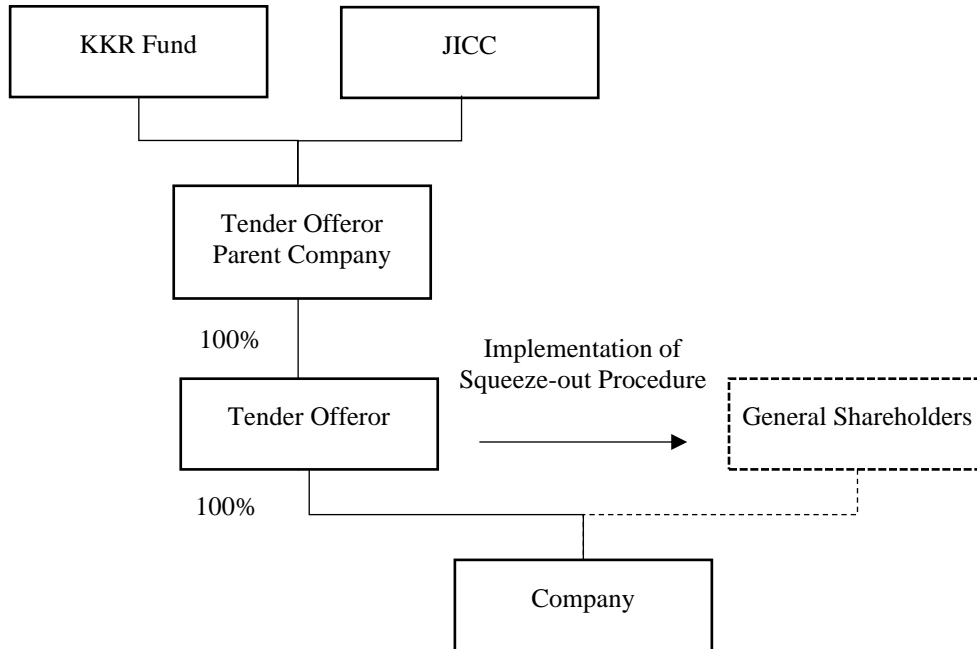 KKR Fund
JICC
Tender Offeror
Parent Company
100%
Implementation of
Squeeze-out Procedure
Tender Offeror
General Shareholders
100%
Company